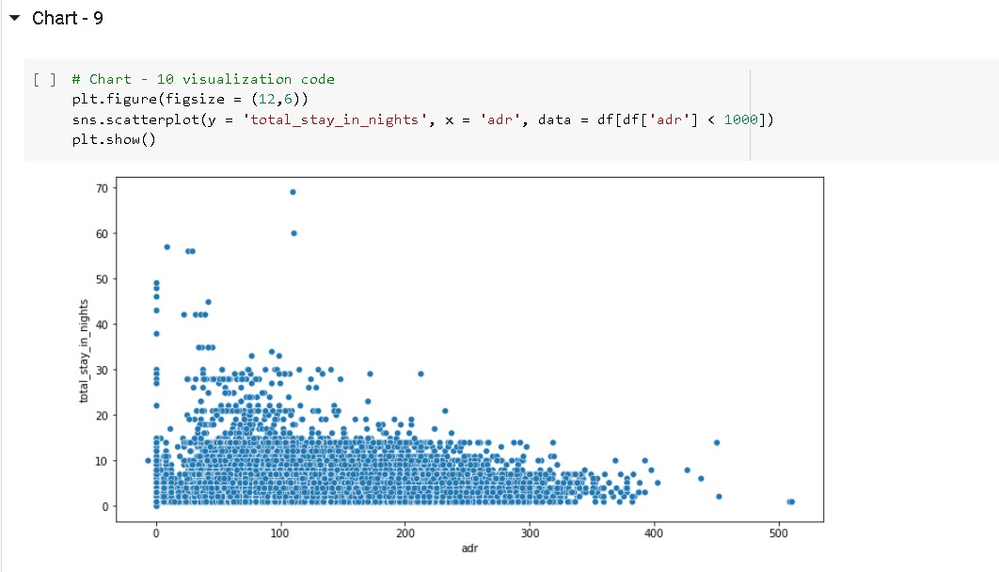 Chart - 9
[ ] # Chart - 10 visualization code
plt.figure(figsize = (12,6))
sns.scatterplot(y = 'total_stay_in_nights', x = 'adr', data = df[df['adr'] < 1000])
plt.show()
70
60
50
40
30
20
10
0
total_stay_in_nights
0 100 200 300 400 500
adr